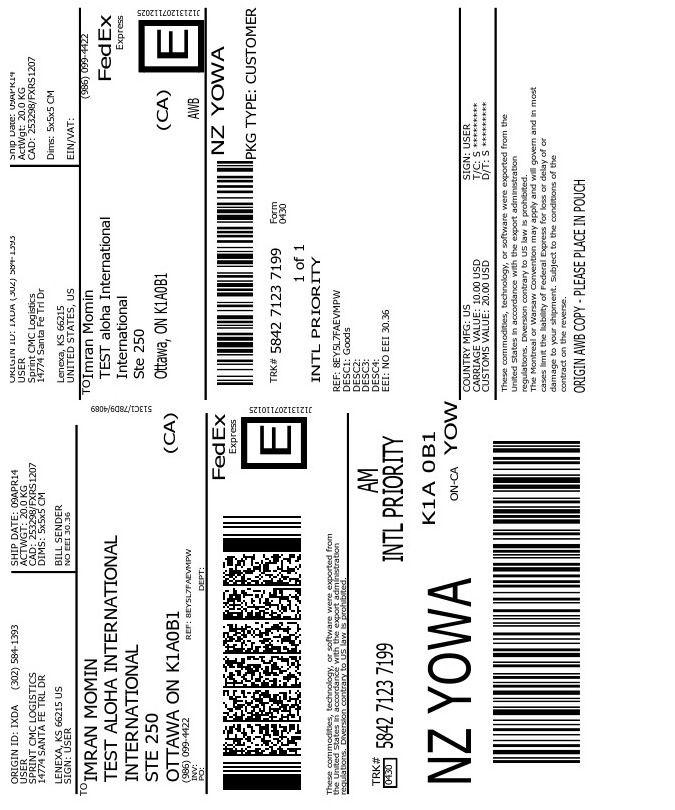 ORIGIN ID: IXDA (302) 584-1393
USER
SPRINT CMC LOGISTICS
14774 SANTA FE TRL DR
LENEXA, KS 66215 US
SIGN: USER
SHIP DATE: 09APR14
ACTWGT: 20.0 KG
CAD: 253298/FXRS1207
DIMS: 5x5x5 CM
BILL SENDER
NO EEI 30.36
TO IMRAN MOMIN
TEST ALOHA INTERNATIONAL
INTERNATIONAL
STE 250
OTTAWA ON K1A0B1
(986) 099-4422
INV:
PO:
REF: 8EYSL7FAEVMPW
DEPT:
(CA)
513C1/7809/4089
FedEx
Express
E
J121312071 10125
These commodities, technology, or software were exported from
the United States in accordance with the export administration
regulations. Diversion contrary to US law is prohibited.
TRK# 5842 7123 7199
0430
AM
INTL PRIORITY
NZ YOWA
K1A 0B1
ON-CA YOW
ORIGIN ID: IXDA (302) 584-1393
USER
Sprint CMC Logistics
14774 Santa Fe Trl Dr
Lenexa, KS 66215
UNITED STATES, US
Ship Date: 09APR14
ActWgt: 20.0 KG
CAD: 253298/FXRS1207
Dims: 5x5x5 CM
EIN/VAT:
TO Imran Momin
TEST aloha International
International
Ste 250
Ottawa, ON K1A0B1
(986) 099-4422
FedEx
Express
E
J121312071 12025
(CA)
AWB
NZ YOWA
PKG TYPE: CUSTOMER
TRK# 5842 7123 7199
Form
0430
1 of 1
INTL PRIORITY
REF: 8EYSL7FAEVMPW
DESC1: Goods
DESC2:
DESC3:
DESC4:
EEI: NO EEI 30.36
COUNTRY MFG: US
CARRIAGE VALUE: 10.00 USD
CUSTOMS VALUE: 20.00 USD
SIGN: USER
T/C: S *********
D/T: S *********
These commodities, technology, or software were exported from the
United States in accordance with the export administration
regulations. Diversion contrary to US law is prohibited.
The Montreal or Warsaw Convention may apply and will govern and in most
cases limit the liability of Federal Express for loss or delay of or
damage to your shipment. Subject to the conditions of the
contract on the reverse.
ORIGIN AWB COPY - PLEASE PLACE IN POUCH